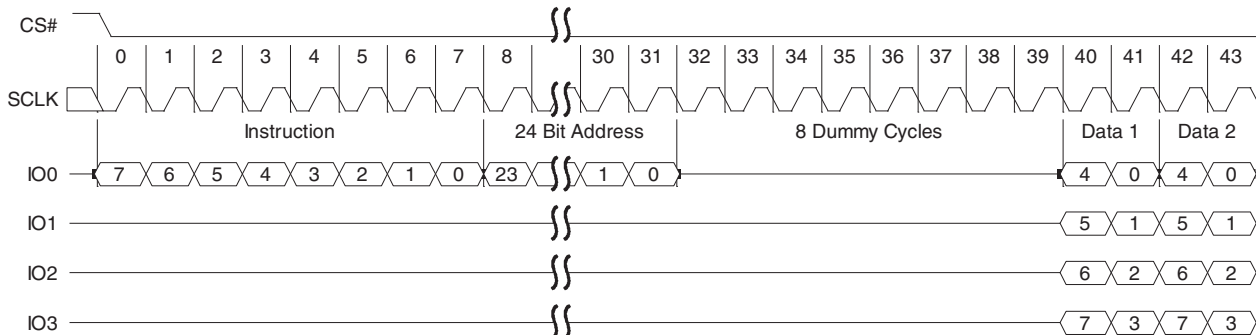 CS#
0 1 2 3 4 5 6 7 8 30 31 32 33 34 35 36 37 38 39 40 41 42 43
SCLK
Instruction 24 Bit Address 8 Dummy Cycles Data 1 Data 2
IO0 7 6 5 4 3 2 1 0 23 1 0 4 0 4 0
IO1 5 1 5 1
IO2 6 2 6 2
IO3 7 3 7 3